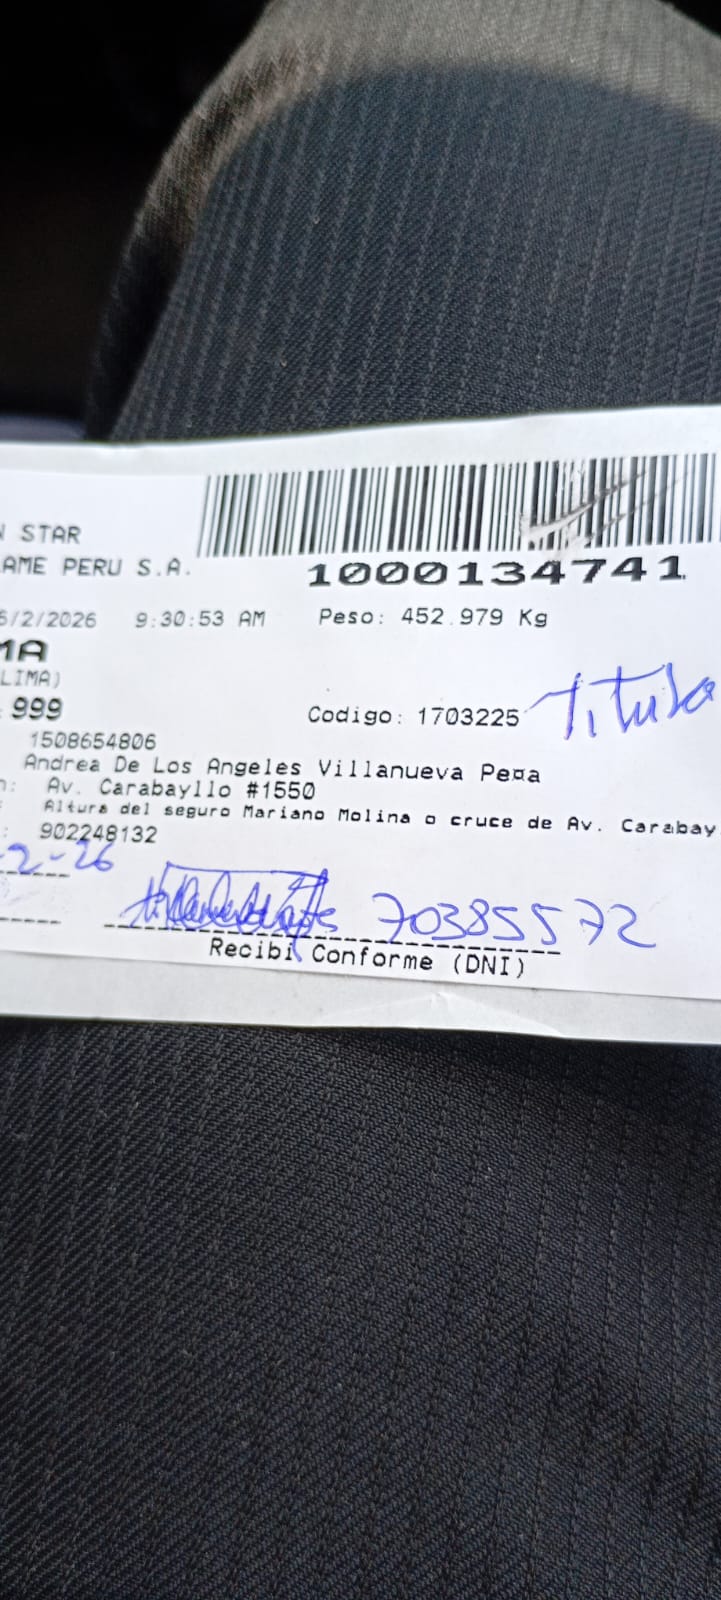 STAR
AME PERU S.A.
1000134741
/2/2026 9:30:53 AM Peso: 452.979 Kg
MA
LIMA)
999
Codigo: 1703225 Titular
1508654806
Andrea De Los Angeles Villanueva Peña
Av. Carabayllo #1550
Altura del seguro Mariano Molina o cruce de Av. Carabay
902248132
-2-26
70385572
Recibi Conforme (DNI)